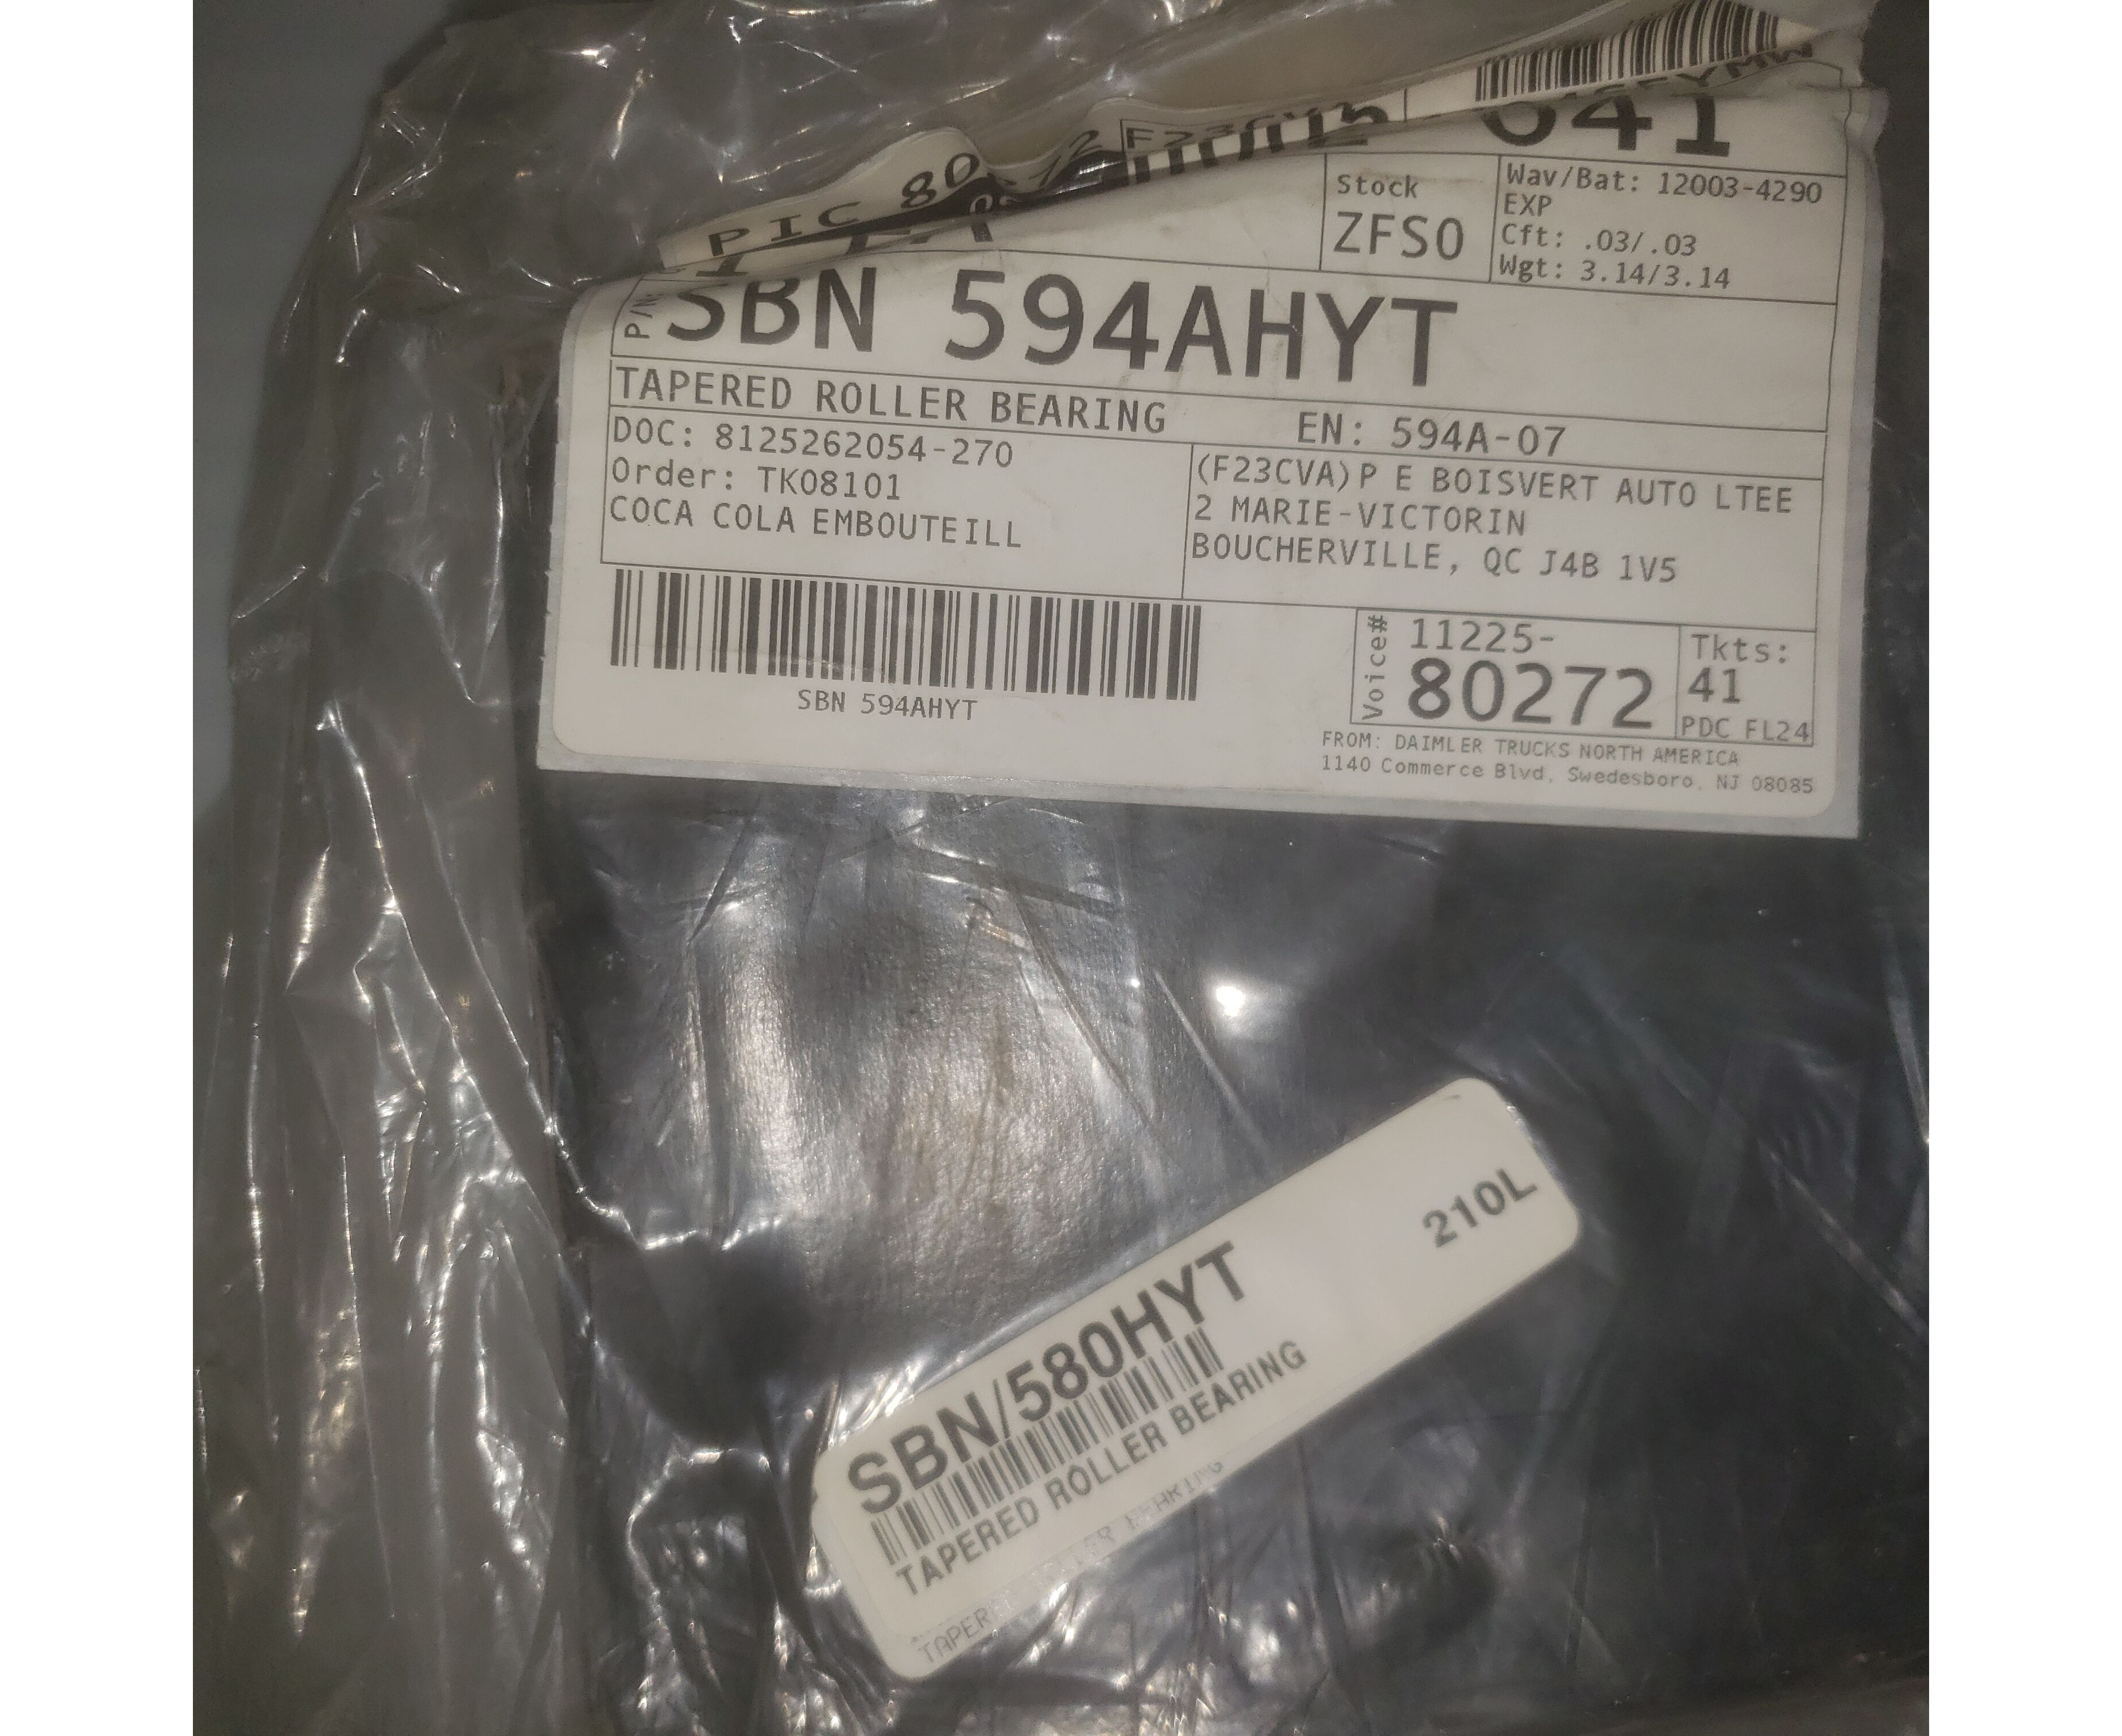 PIC 80
641
Stock
ZFS0
Wav/Bat: 12003-4290
EXP
Cft: .03/.03
Wgt: 3.14/3.14
P/N
SBN 594AHYT
TAPERED ROLLER BEARING EN: 594A-07
DOC: 8125262054-270
Order: TK08101
COCA COLA EMBOUTEILL
(F23CVA)P E BOISVERT AUTO LTEE
2 MARIE-VICTORIN
BOUCHERVILLE, QC J4B 1V5
SBN 594AHYT
Voice#
11225-
80272
Tkts:
41
PDC FL24
FROM: DAIMLER TRUCKS NORTH AMERICA
1140 Commerce Blvd, Swedesboro, NJ 08085
210L
SBN/580HYT
TAPERED ROLLER BEARING